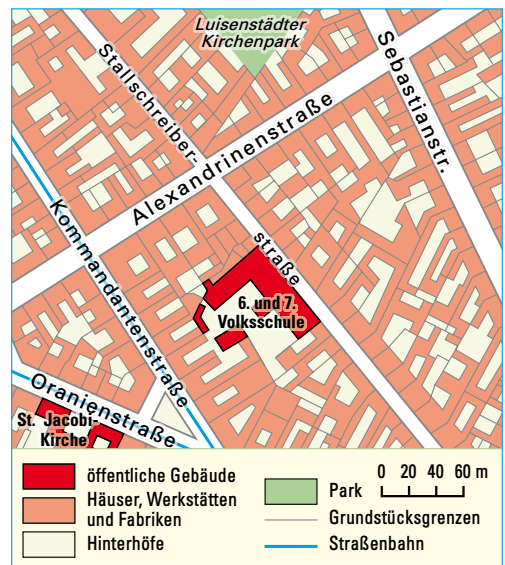 Luisenstädter
Kirchenpark
Sebastianstr.
Stallschreiber-
Alexandrinenstraße
Kommandantenstraße
straße
6. und 7.
Volksschule
Oranienstraße
St. Jacobi-
Kirche
öffentliche Gebäude
Häuser, Werkstätten
und Fabriken
Hinterhöfe
Park
0 20 40 60 m
Grundstücksgrenzen
Straßenbahn